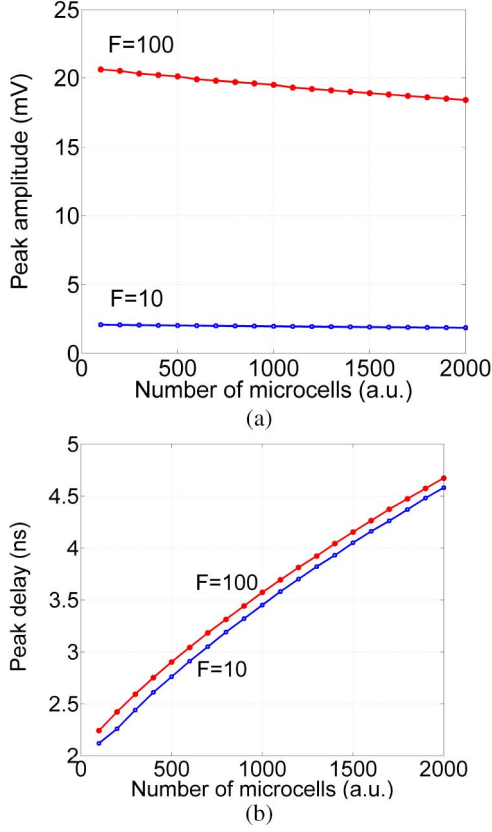 25
20
15
10
5
0
Peak amplitude (mV)
F=100
F=10
0 500 1000 1500 2000
Number of microcells (a.u.)
(a)
5
4.5
4
3.5
3
2.5
2
Peak delay (ns)
F=100
F=10
0 500 1000 1500 2000
Number of microcells (a.u.)
(b)